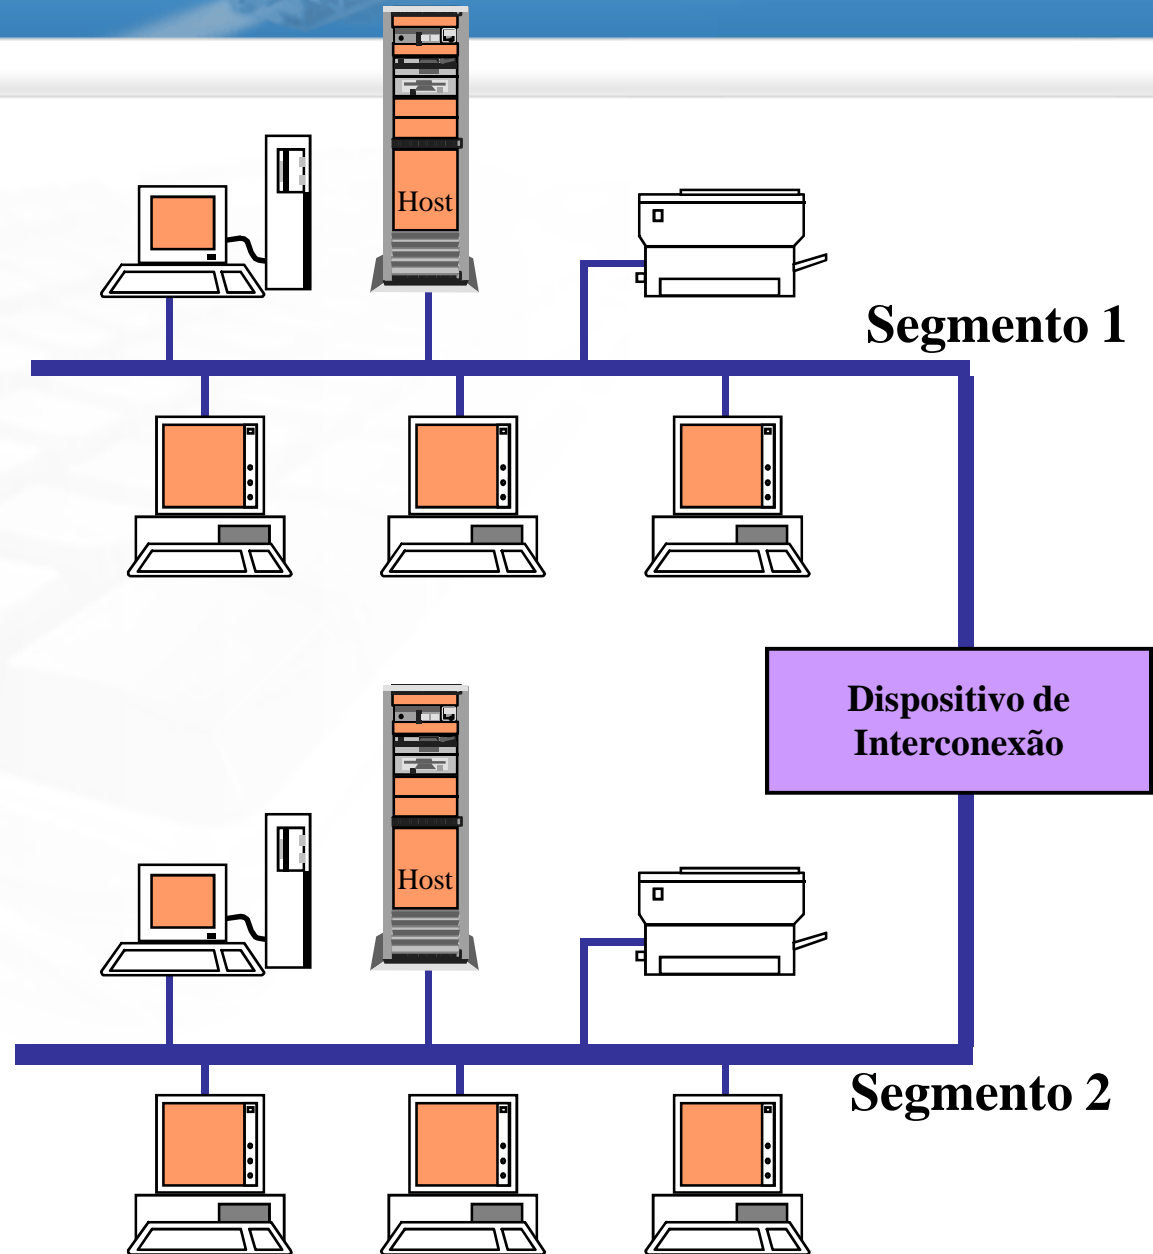 Host
Segmento 1
Dispositivo de
Interconexão
Host
Segmento 2